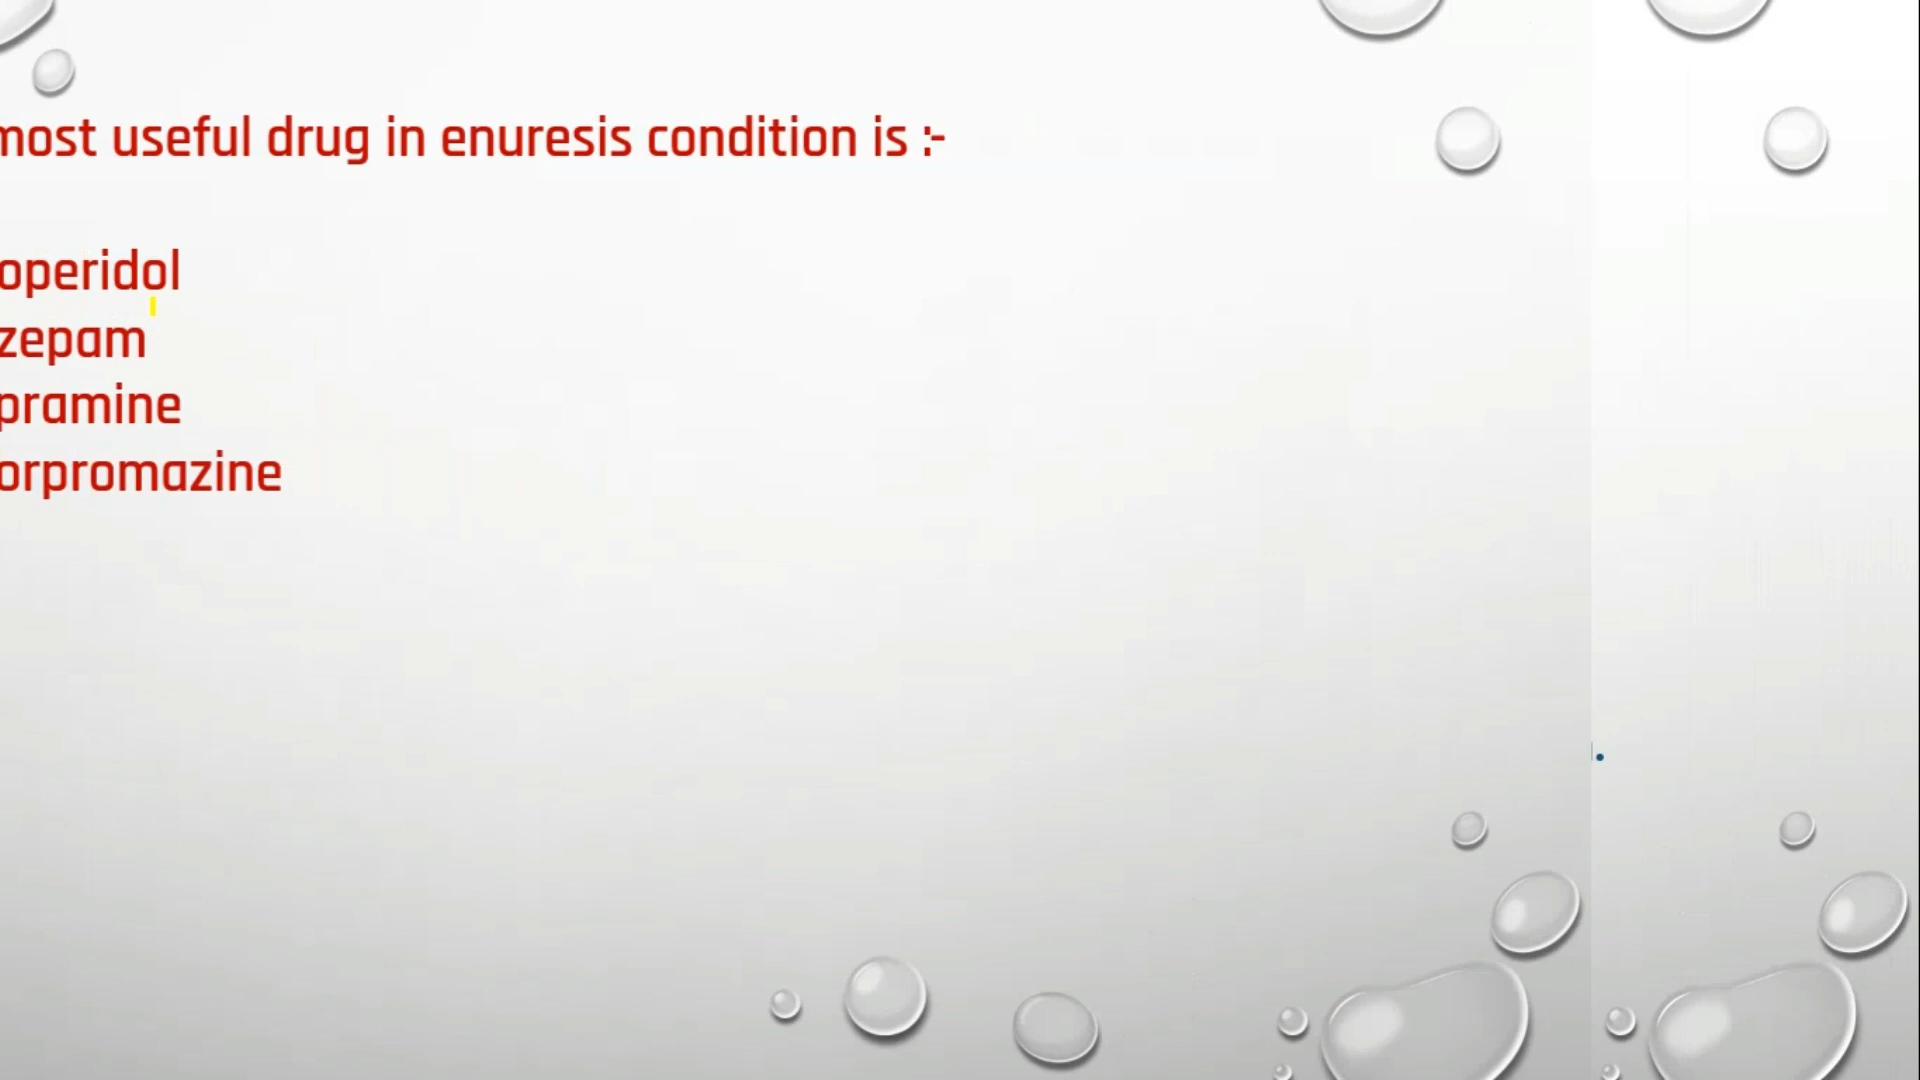 most useful drug in enuresis condition is :-
operidol
zepam
pramine
orpromazine